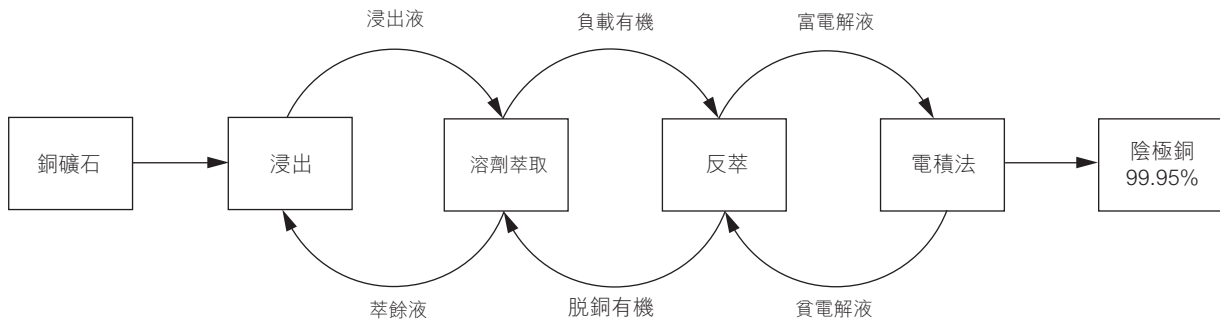 浸出液
負載有機
富電解液
銅礦石
浸出
溶劑萃取
反萃
電積法
陰極銅
99.95%
萃餘液
脱銅有機
貧電解液